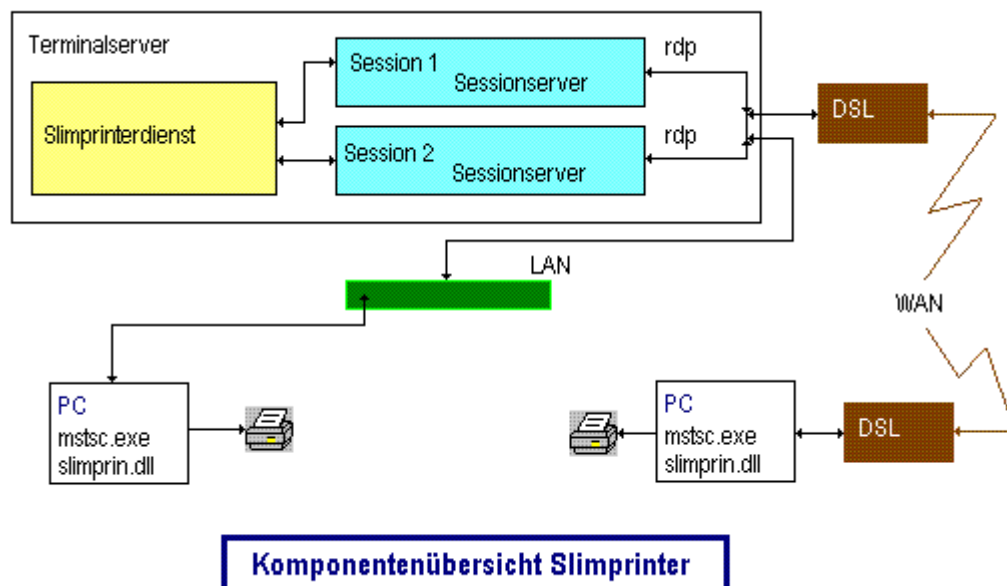 Terminalserver
Slimprinterdienst
Session 1
Sessionserver
Session 2
Sessionserver
rdp
rdp
DSL
LAN
WAN
PC
mstsc.exe
slimprin.dll
PC
mstsc.exe
slimprin.dll
DSL
Komponentenübersicht Slimprinter